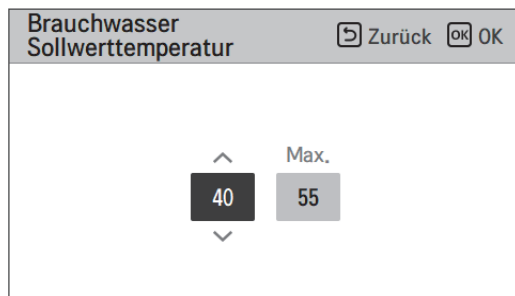 Brauchwasser
Sollwerttemperatur
Zurück OK OK
Max.
40 55